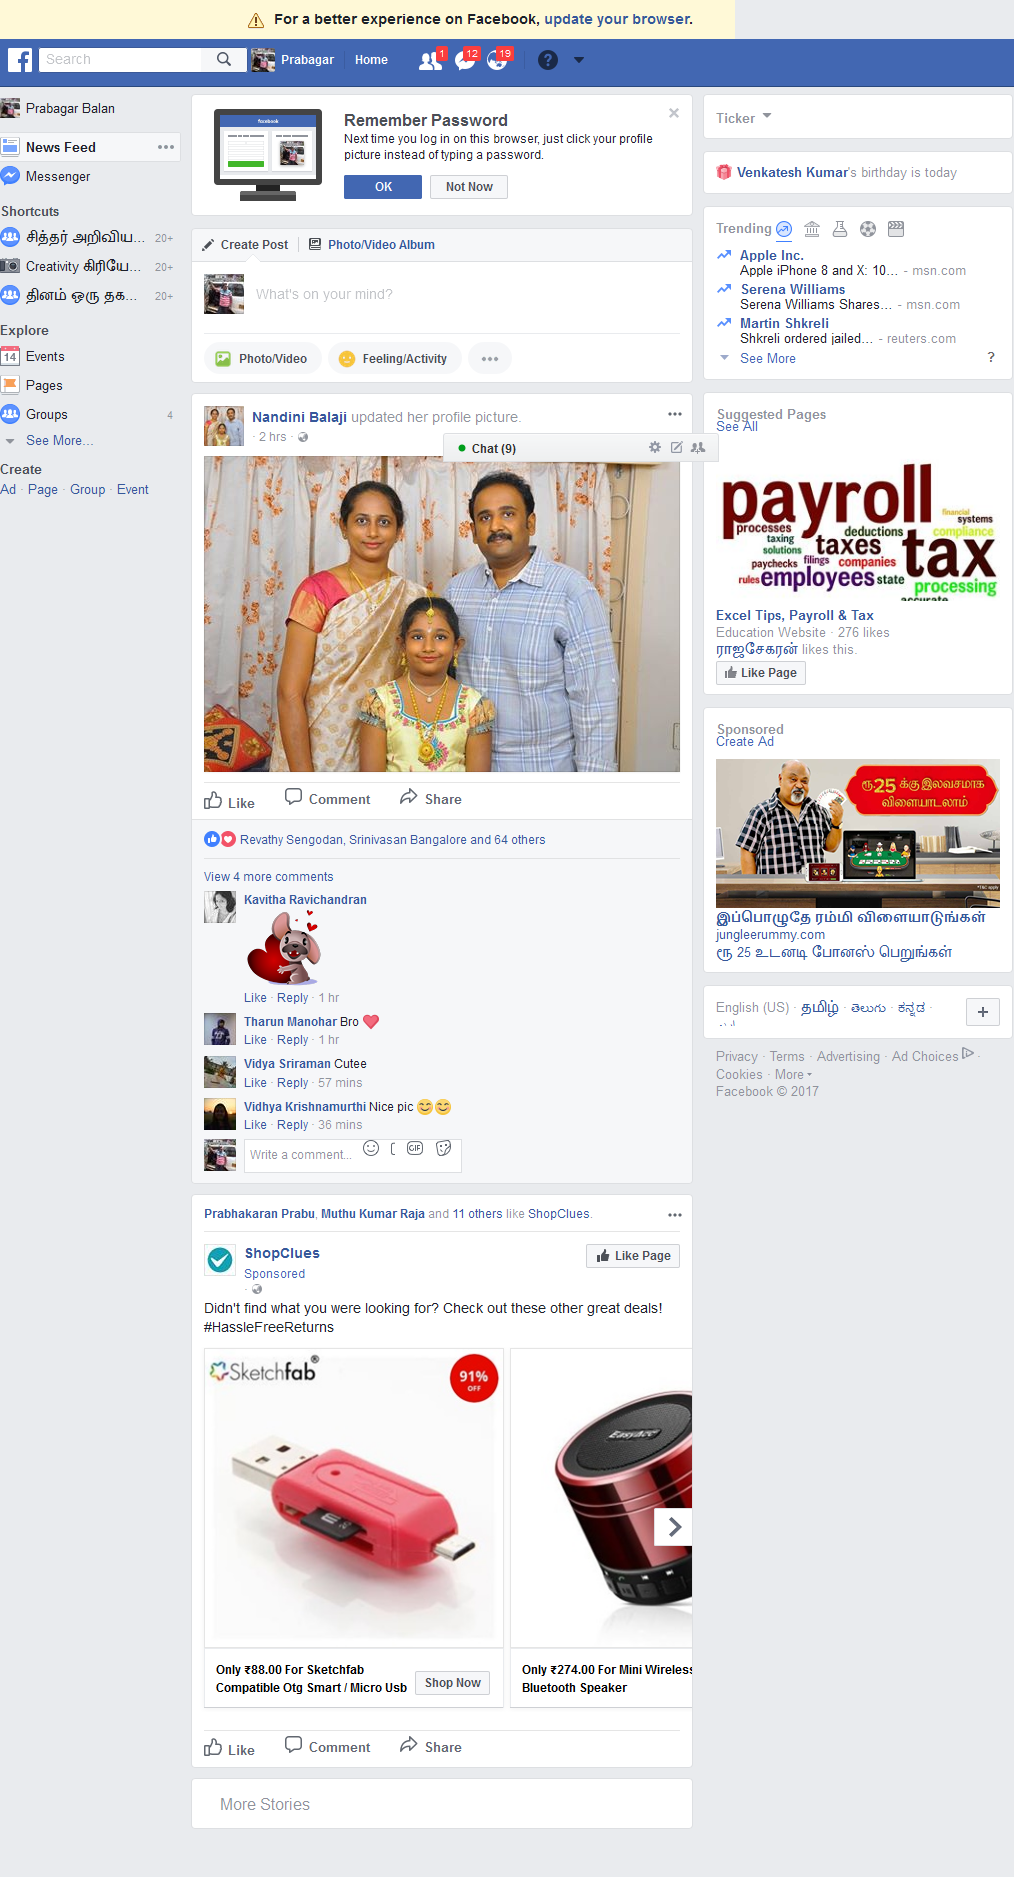 For a better experience on Facebook, update your browser.
Search
Prabagar
Home
1
12
19
Prabagar Balan
News Feed
Messenger
Shortcuts
சித்தர் அறிவிய... 20+
Creativity கிரியே... 20+
தினம் ஒரு தக... 20+
Explore
14 Events
Pages
Groups 4
See More...
Create
Ad · Page · Group · Event
facebook
Remember Password
Next time you log in on this browser, just click your profile
picture instead of typing a password.
OK
Not Now
Create Post
Photo/Video Album
What's on your mind?
Photo/Video
Feeling/Activity
Nandini Balaji updated her profile picture.
· 2 hrs ·
Chat (9)
Like
Comment
Share
Revathy Sengodan, Srinivasan Bangalore and 64 others
View 4 more comments
Kavitha Ravichandran
Like · Reply · 1 hr
Tharun Manohar Bro
Like · Reply · 1 hr
Vidya Sriraman Cutee
Like · Reply · 57 mins
Vidhya Krishnamurthi Nice pic
Like · Reply · 36 mins
Write a comment...
GIF
Prabhakaran Prabu, Muthu Kumar Raja and 11 others like ShopClues.
ShopClues
Like Page
Sponsored
Didn't find what you were looking for? Check out these other great deals!
#HassleFreeReturns
Sketchfab®
91%
OFF
Only ₹88.00 For Sketchfab
Compatible Otg Smart / Micro Usb
Shop Now
EasyAcc
Only ₹274.00 For Mini Wireless
Bluetooth Speaker
Like
Comment
Share
More Stories
Ticker
Venkatesh Kumar's birthday is today
Trending
Apple Inc.
Apple iPhone 8 and X: 10... - msn.com
Serena Williams
Serena Williams Shares... - msn.com
Martin Shkreli
Shkreli ordered jailed... - reuters.com
See More
?
Suggested Pages
See All
payroll
processes
taxing
solutions
deductions
financial
systems
compliance
taxes
tax
paychecks
filings
companies
rules
employees
state
processing
accurate
Excel Tips, Payroll & Tax
Education Website · 276 likes
ராஜசேகரன் likes this.
Like Page
Sponsored
Create Ad
ரூ25 க்கு இலவசமாக
விளையாடலாம்
*T&C apply
இப்பொழுதே ரம்மி விளையாடுங்கள்
jungleerummy.com
ரூ 25 உடனடி போனஸ் பெறுங்கள்
English (US) · தமிழ் · తెలుగు · ಕನ್ನಡ ·
+
Privacy · Terms · Advertising · Ad Choices ·
Cookies · More
Facebook © 2017